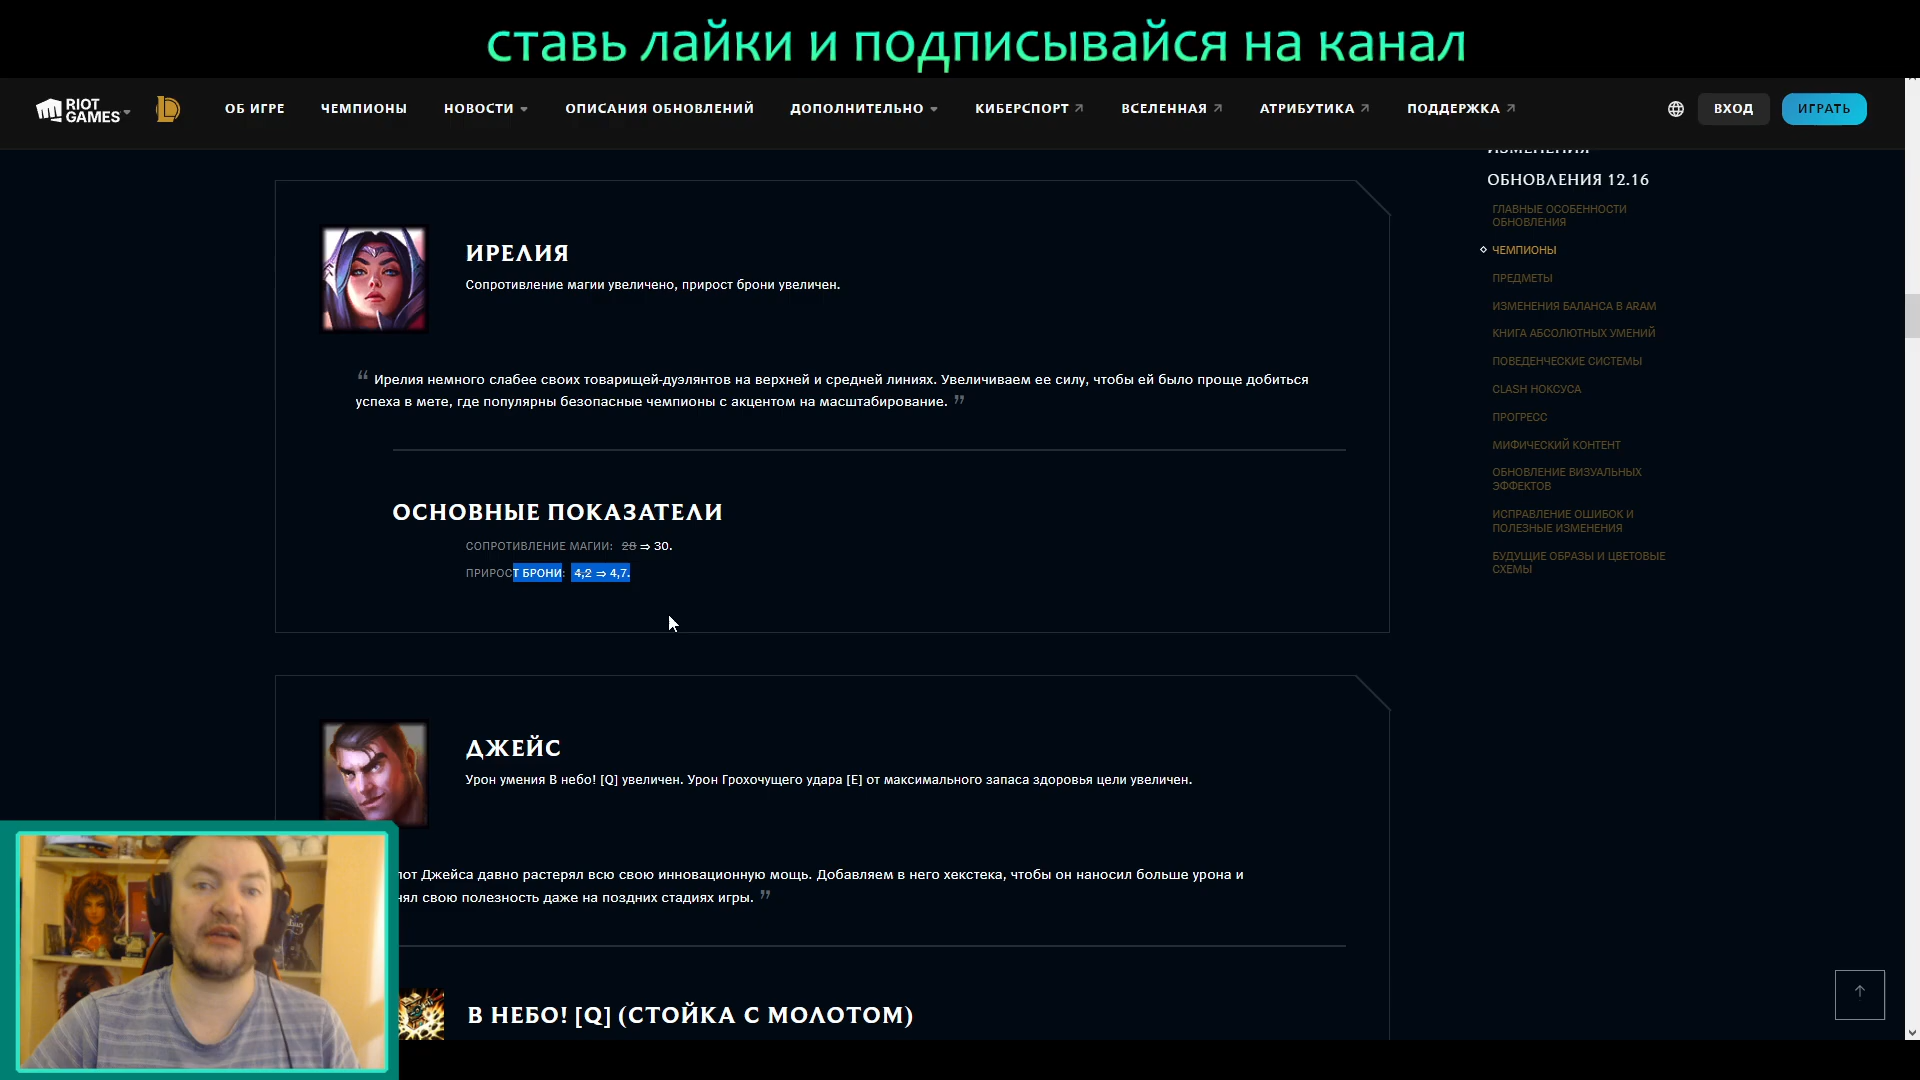 ставь лайки и подписывайся на канал
RIOT
GAMES
ОБ ИГРЕ
ЧЕМПИОНЫ
НОВОСТИ
ОПИСАНИЯ ОБНОВЛЕНИЙ
ДОПОЛНИТЕЛЬНО
КИБЕРСПОРТ
ВСЕЛЕННАЯ
АТРИБУТИКА
ПОДДЕРЖКА
ВХОД
ИГРАТЬ
ИЗМЕНЕНИЯ
ОБНОВЛЕНИЯ 12.16
ГЛАВНЫЕ ОСОБЕННОСТИ
ОБНОВЛЕНИЯ
ЧЕМПИОНЫ
ПРЕДМЕТЫ
ИЗМЕНЕНИЯ БАЛАНСА В ARAM
КНИГА АБСОЛЮТНЫХ УМЕНИЙ
ПОВЕДЕНЧЕСКИЕ СИСТЕМЫ
CLASH НОКСУСА
ПРОГРЕСС
МИФИЧЕСКИЙ КОНТЕНТ
ОБНОВЛЕНИЕ ВИЗУАЛЬНЫХ
ЭФФЕКТОВ
ИСПРАВЛЕНИЕ ОШИБОК И
ПОЛЕЗНЫЕ ИЗМЕНЕНИЯ
БУДУЩИЕ ОБРАЗЫ И ЦВЕТОВЫЕ
СХЕМЫ
ИРЕЛИЯ
Сопротивление магии увеличено, прирост брони увеличен.
“ Ирелия немного слабее своих товарищей-дуэлянтов на верхней и средней линиях. Увеличиваем ее силу, чтобы ей было проще добиться
успеха в мете, где популярны безопасные чемпионы с акцентом на масштабирование. ”
ОСНОВНЫЕ ПОКАЗАТЕЛИ
СОПРОТИВЛЕНИЕ МАГИИ: 28 ⇒ 30.
ПРИРОСТ БРОНИ: 4,2 ⇒ 4,7.
ДЖЕЙС
Урон умения В небо! [Q] увеличен. Урон Грохочущего удара [E] от максимального запаса здоровья цели увеличен.
лот Джейса давно растерял всю свою инновационную мощь. Добавляем в него хекстека, чтобы он наносил больше урона и
нял свою полезность даже на поздних стадиях игры. ”
В НЕБО! [Q] (СТОЙКА С МОЛОТОМ)